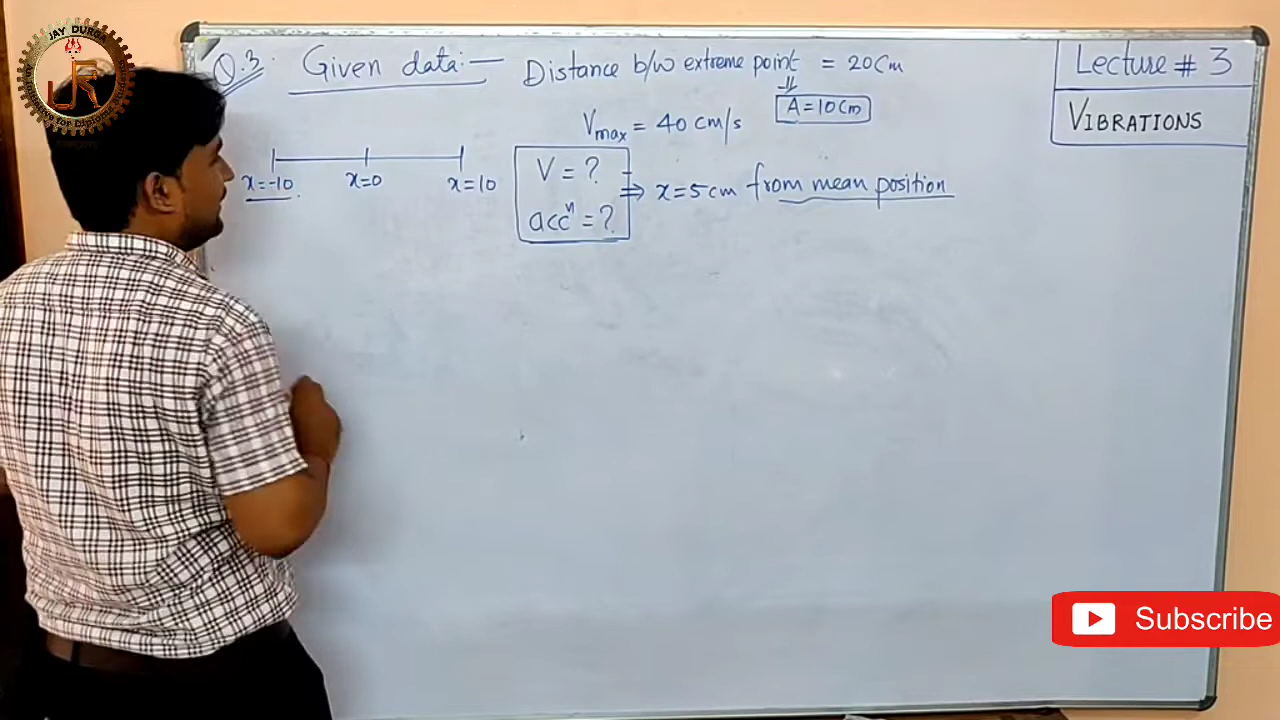 JAY DURGA
JR
Q.3. Given data:— Distance b/w extreme point = 20cm
⇓
A = 10cm
Vmax = 40 cm/s
x=-10 x=0 x=10
V = ?
accⁿ = ?
⇒ x=5cm from mean position
Lecture # 3
VIBRATIONS
Subscribe